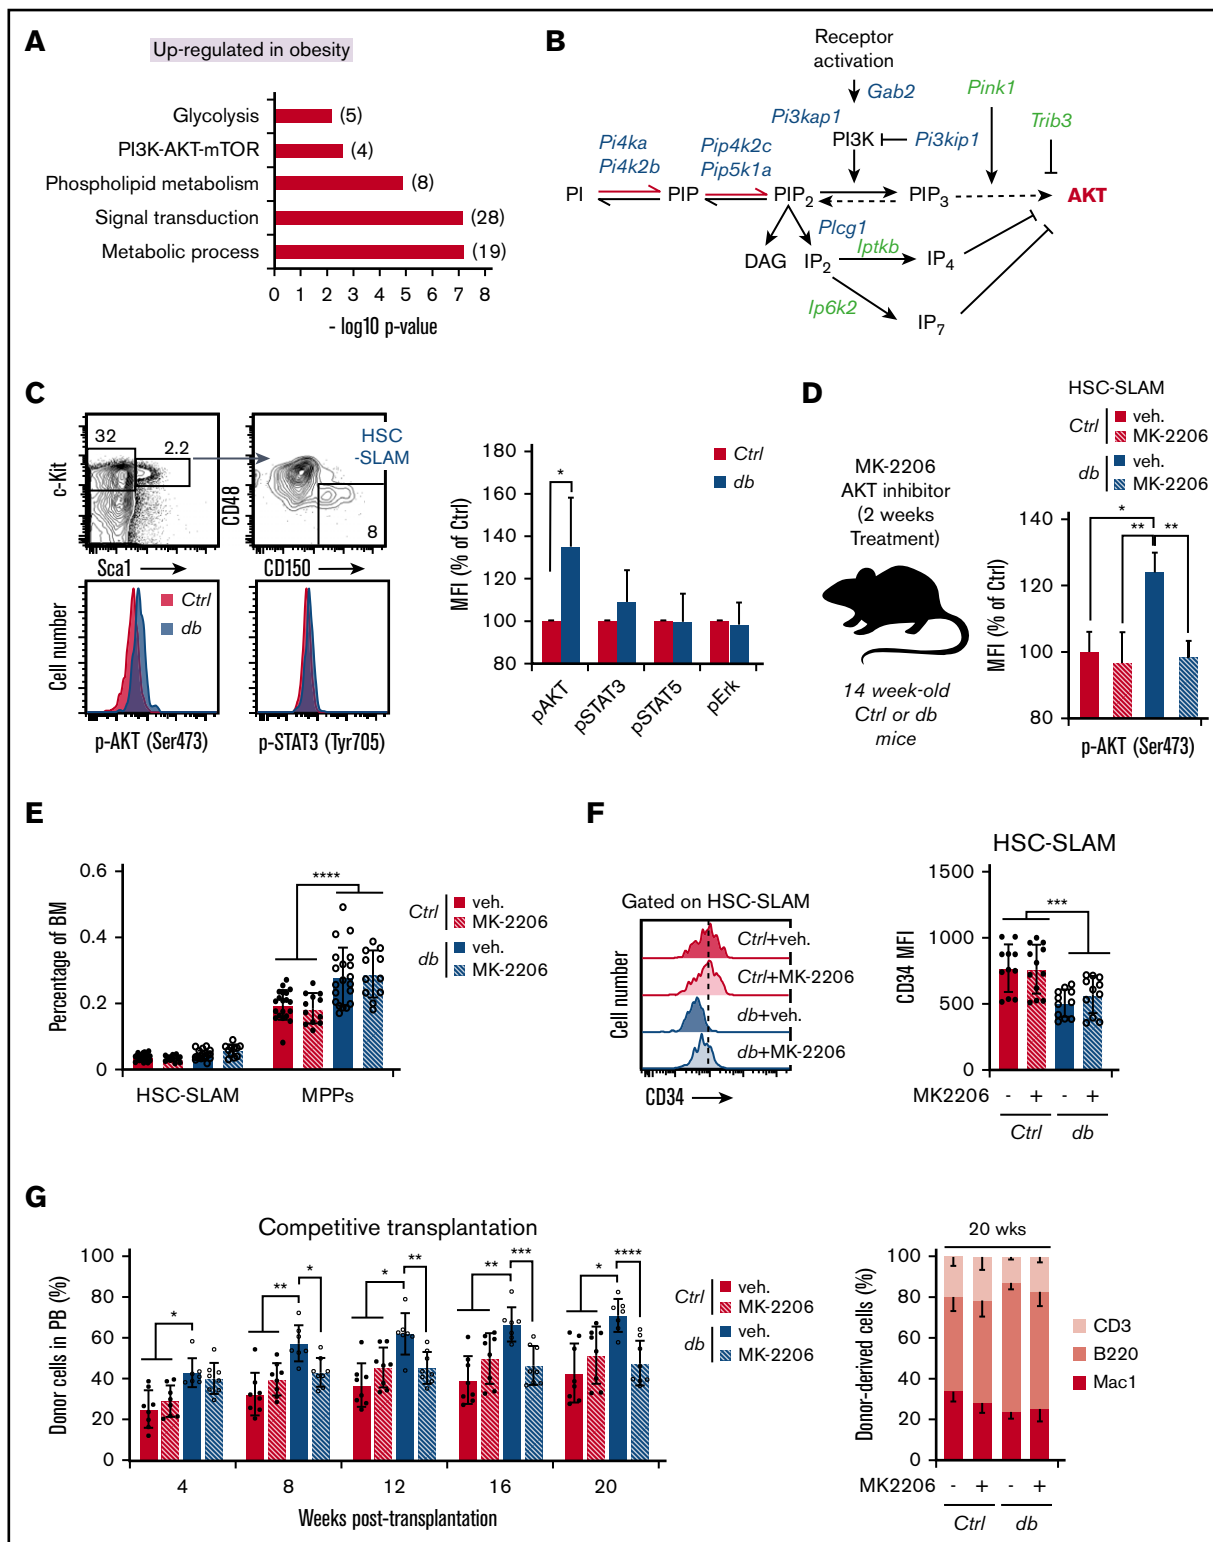 A
Up-regulated in obesity
Glycolysis (5)
PI3K-AKT-mTOR (4)
Phospholipid metabolism (8)
Signal transduction (28)
Metabolic process (19)
0 1 2 3 4 5 6 7 8
- log10 p-value
B
Receptor
activation
Gab2
Pink1
Pi3kap1
Trib3
Pi4ka
Pi4k2b
Pip4k2c
Pip5k1a
PI3K
Pi3kip1
PI PIP PIP2 PIP3 AKT
Plcg1
DAG IP2 Iptkb IP4
Ip6k2
IP7
C
32
2.2
c-Kit
Sca1
HSC
-SLAM
CD48
8
CD150
Cell number
Ctrl
db
p-AKT (Ser473)
p-STAT3 (Tyr705)
MFI (% of Ctrl)
180
160
140
120
100
80
*
Ctrl
db
pAKT pSTAT3 pSTAT5 pErk
D
MK-2206
AKT inhibitor
(2 weeks
Treatment)
14 week-old
Ctrl or db
mice
HSC-SLAM
Ctrl veh.
MK-2206
db veh.
MK-2206
MFI (% of Ctrl)
140
120
100
80
*
** **
p-AKT (Ser473)
E
Percentage of BM
0.6
0.4
0.2
0
****
HSC-SLAM MPPs
Ctrl veh.
MK-2206
db veh.
MK-2206
F
Gated on HSC-SLAM
Cell number
Ctrl+veh.
Ctrl+MK-2206
db+veh.
db+MK-2206
CD34
HSC-SLAM
CD34 MFI
1500
1000
500
0
***
MK2206 - + - +
Ctrl db
G
Competitive transplantation
Donor cells in PB (%)
100
80
60
40
20
0
*
** *
* **
** ***
* ****
4 8 12 16 20
Weeks post-transplantation
Ctrl veh.
MK-2206
db veh.
MK-2206
20 wks
Donor-derived cells (%)
100
80
60
40
20
0
CD3
B220
Mac1
MK2206 - + - +
Ctrl db